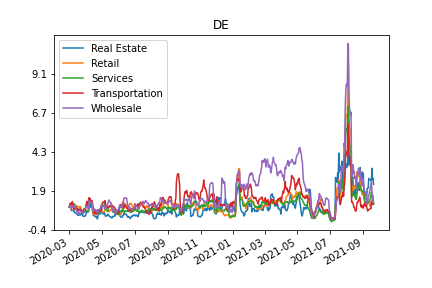 DE
Real Estate
Retail
Services
Transportation
Wholesale
9.1
6.7
4.3
1.9
-0.4
2020-03 2020-05 2020-07 2020-09 2020-11 2021-01 2021-03 2021-05 2021-07 2021-09